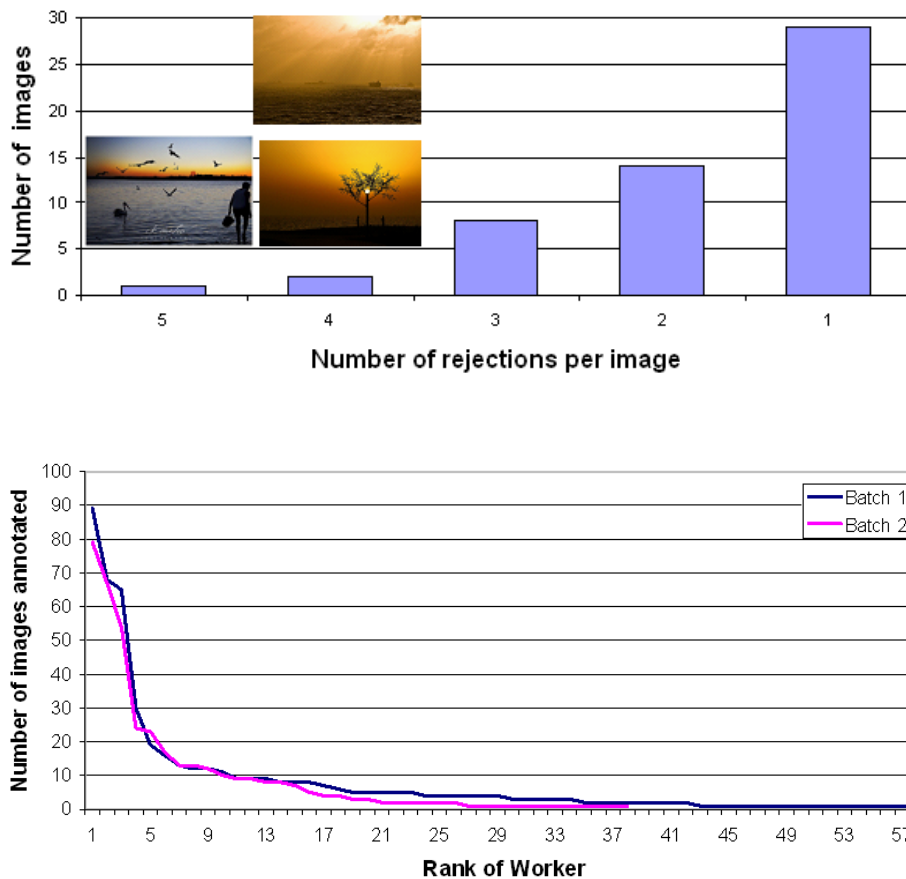 30
25
20
15
10
5
0
Number of images
5 4 3 2 1
Number of rejections per image
100
90
80
70
60
50
40
30
20
10
0
Number of images annotated
Batch 1
Batch 2
1 5 9 13 17 21 25 29 33 37 41 45 49 53 57
Rank of Worker